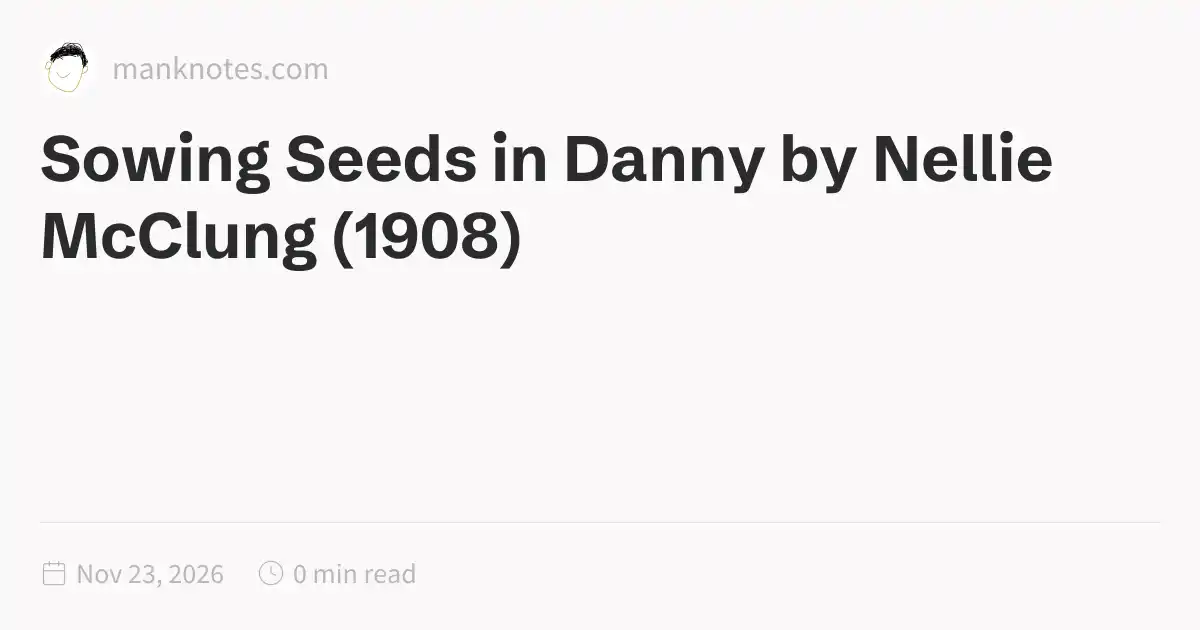 manknotes.com
Sowing Seeds in Danny by Nellie
McClung (1908)
Nov 23, 2026 0 min read